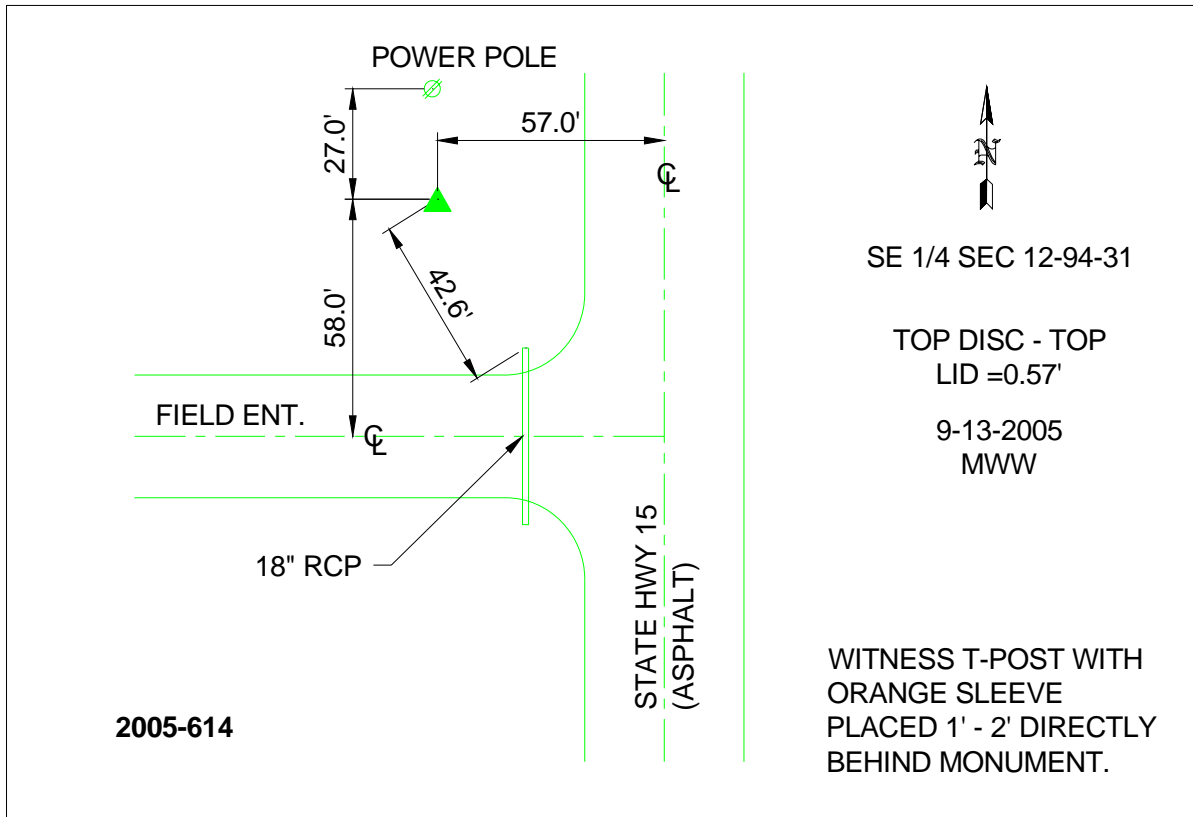 POWER POLE
57.0'
27.0'
℄
N
58.0'
42.6'
SE 1/4 SEC 12-94-31
TOP DISC - TOP
LID =0.57'
9-13-2005
MWW
FIELD ENT.
℄
18" RCP
STATE HWY 15
(ASPHALT)
WITNESS T-POST WITH
ORANGE SLEEVE
PLACED 1' - 2' DIRECTLY
BEHIND MONUMENT.
2005-614